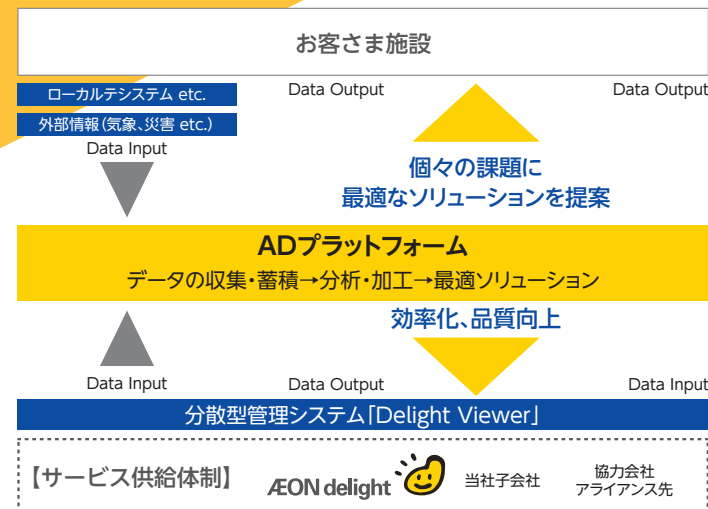 お客さま施設
ローカルテシステム etc.
Data Output
Data Output
外部情報(気象、災害 etc.)
Data Input
個々の課題に
最適なソリューションを提案
ADプラットフォーム
データの収集・蓄積→分析・加工→最適ソリューション
効率化、品質向上
Data Input
Data Output
Data Input
分散型管理システム「Delight Viewer」
【サービス供給体制】
ÆON delight
当社子会社
協力会社
アライアンス先